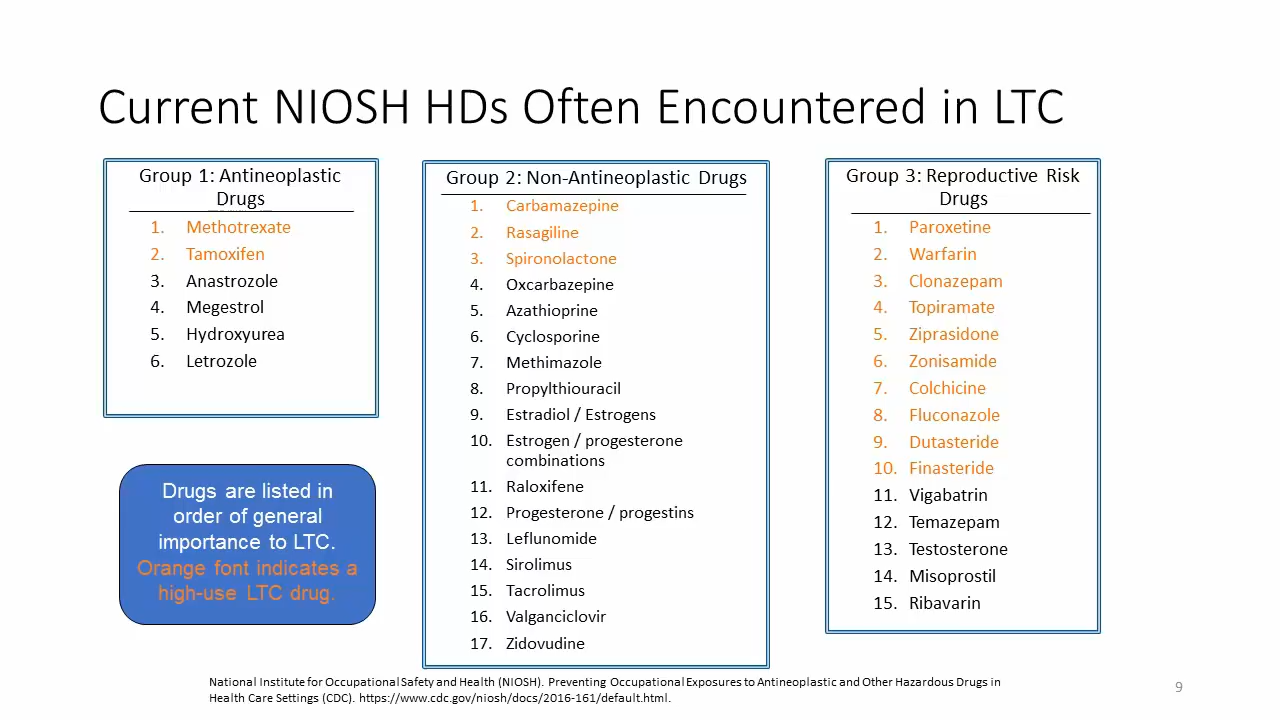 Current NIOSH HDs Often Encountered in LTC
Group 1: Antineoplastic
Drugs
1. Methotrexate
2. Tamoxifen
3. Anastrozole
4. Megestrol
5. Hydroxyurea
6. Letrozole
Drugs are listed in
order of general
importance to LTC.
Orange font indicates a
high-use LTC drug.
Group 2: Non-Antineoplastic Drugs
1. Carbamazepine
2. Rasagiline
3. Spironolactone
4. Oxcarbazepine
5. Azathioprine
6. Cyclosporine
7. Methimazole
8. Propylthiouracil
9. Estradiol / Estrogens
10. Estrogen / progesterone
combinations
11. Raloxifene
12. Progesterone / progestins
13. Leflunomide
14. Sirolimus
15. Tacrolimus
16. Valganciclovir
17. Zidovudine
Group 3: Reproductive Risk
Drugs
1. Paroxetine
2. Warfarin
3. Clonazepam
4. Topiramate
5. Ziprasidone
6. Zonisamide
7. Colchicine
8. Fluconazole
9. Dutasteride
10. Finasteride
11. Vigabatrin
12. Temazepam
13. Testosterone
14. Misoprostil
15. Ribavarin
National Institute for Occupational Safety and Health (NIOSH). Preventing Occupational Exposures to Antineoplastic and Other Hazardous Drugs in
Health Care Settings (CDC). https://www.cdc.gov/niosh/docs/2016-161/default.html.
9